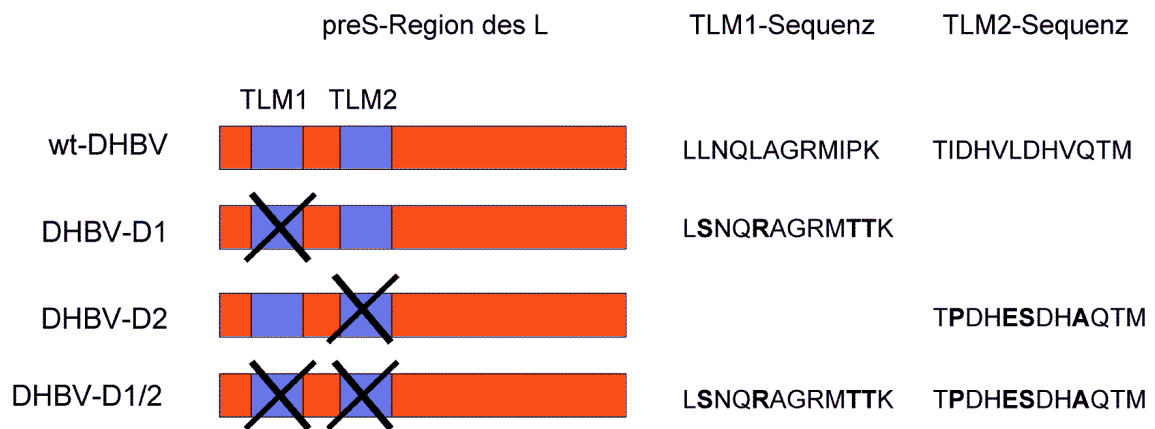 preS-Region des L TLM1-Sequenz TLM2-Sequenz
TLM1 TLM2
wt-DHBV LLNQLAGRMIPK TIDHVLDHVQTM
DHBV-D1 LSNQRAGRMTTK
DHBV-D2 TPDHESDHAQTM
DHBV-D1/2 LSNQRAGRMTTK TPDHESDHAQTM